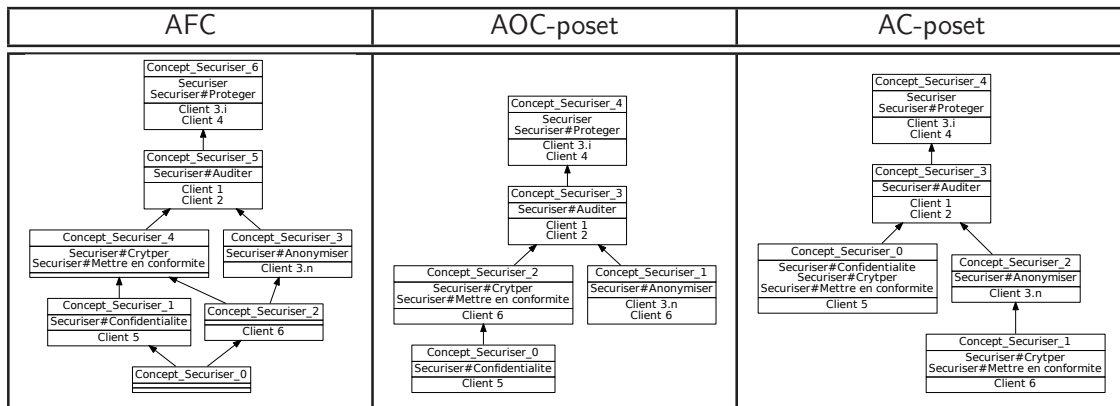 AFC
AOC-poset
AC-poset
Concept_Securiser_6
Securiser
Securiser#Proteger
Client 3.i
Client 4
Concept_Securiser_5
Securiser#Auditer
Client 1
Client 2
Concept_Securiser_4
Securiser#Crytper
Securiser#Mettre en conformite
Concept_Securiser_3
Securiser#Anonymiser
Client 3.n
Concept_Securiser_1
Securiser#Confidentialite
Client 5
Concept_Securiser_2
Client 6
Concept_Securiser_0
Concept_Securiser_4
Securiser
Securiser#Proteger
Client 3.i
Client 4
Concept_Securiser_3
Securiser#Auditer
Client 1
Client 2
Concept_Securiser_2
Securiser#Crytper
Securiser#Mettre en conformite
Client 6
Concept_Securiser_1
Securiser#Anonymiser
Client 3.n
Client 6
Concept_Securiser_0
Securiser#Confidentialite
Client 5
Concept_Securiser_4
Securiser
Securiser#Proteger
Client 3.i
Client 4
Concept_Securiser_3
Securiser#Auditer
Client 1
Client 2
Concept_Securiser_0
Securiser#Confidentialite
Securiser#Crytper
Securiser#Mettre en conformite
Client 5
Concept_Securiser_2
Securiser#Anonymiser
Client 3.n
Concept_Securiser_1
Securiser#Crytper
Securiser#Mettre en conformite
Client 6